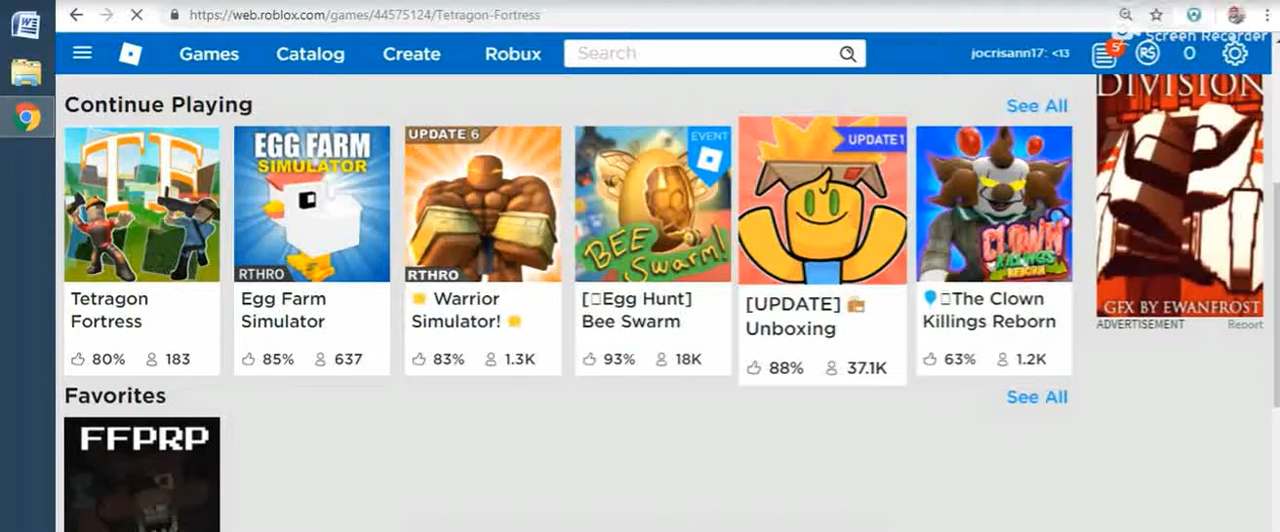 https://web.roblox.com/games/44575124/Tetragon-Fortress
Screen Recorder
Games
Catalog
Create
Robux
Search
jocrisann17: <13
5
R$
0
Continue Playing
See All
TF
EGG FARM
SIMULATOR
RTHRO
UPDATE 6
RTHRO
EVENT
BEE
Swarm!
UPDATE 1
CLOWN
KILLINGS
REBORN
DIVISION
GFX BY EWANFROST
ADVERTISEMENT
Report
Tetragon
Fortress
80%
183
Egg Farm
Simulator
85%
637
Warrior
Simulator!
83%
1.3K
[Egg Hunt]
Bee Swarm
93%
18K
[UPDATE]
Unboxing
88%
37.1K
The Clown
Killings Reborn
63%
1.2K
Favorites
See All
FFPRP